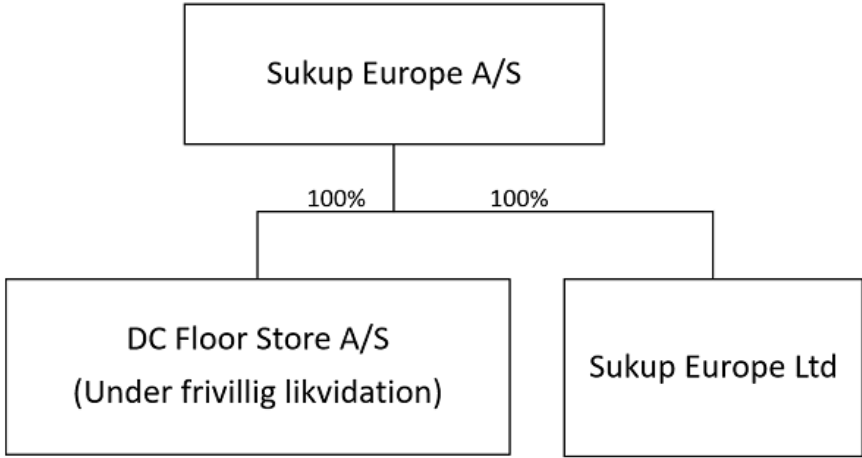 Sukup Europe A/S
100%
100%
DC Floor Store A/S
(Under frivillig likvidation)
Sukup Europe Ltd